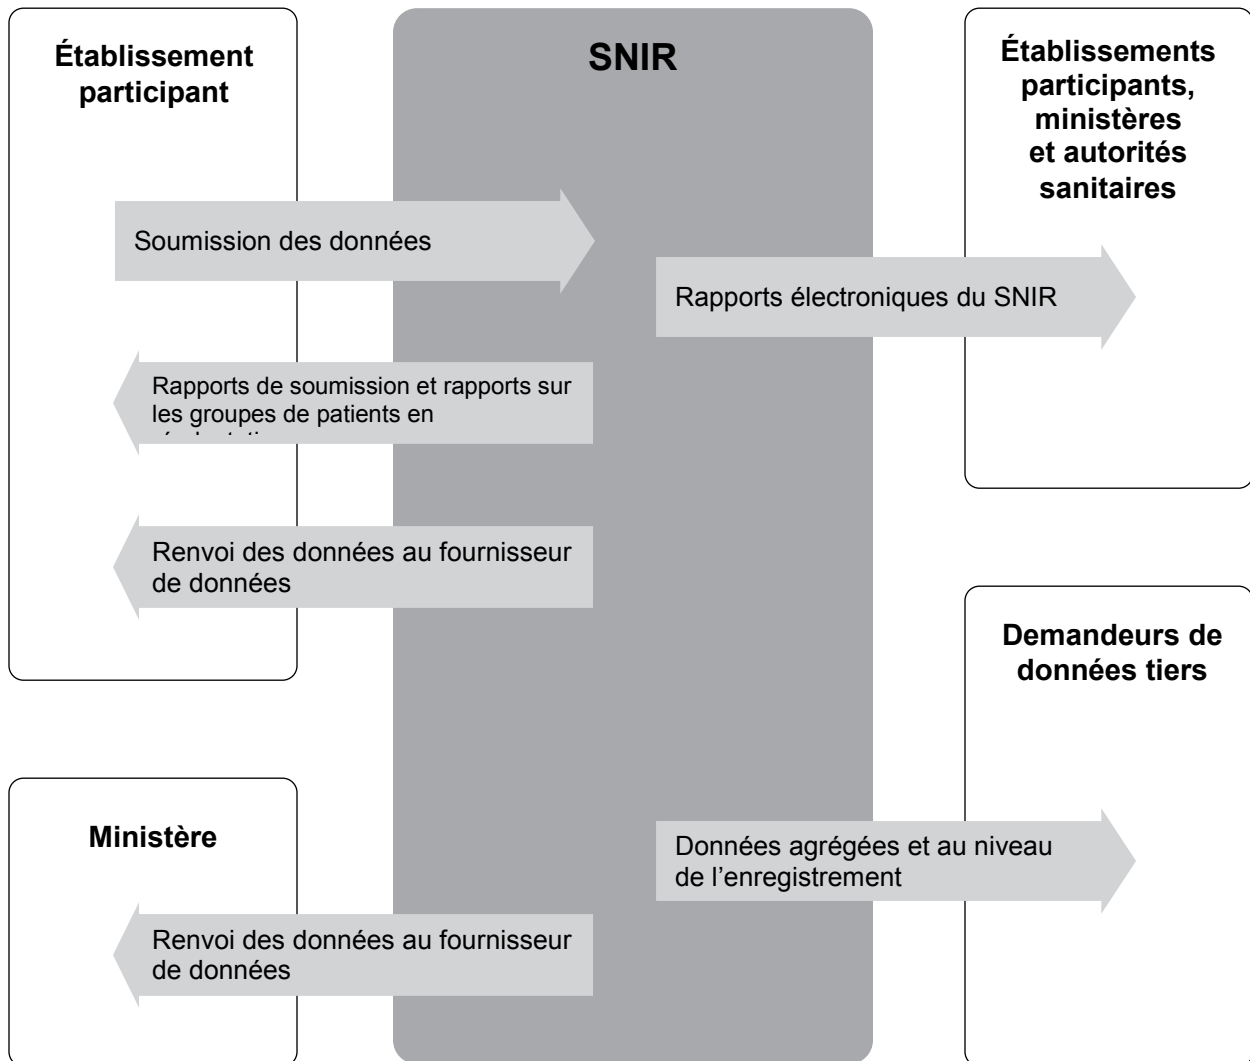 Établissement
participant
SNIR
Établissements
participants,
ministères
et autorités
sanitaires
Soumission des données
Rapports électroniques du SNIR
Rapports de soumission et rapports sur
les groupes de patients en
Renvoi des données au fournisseur
de données
Demandeurs de
données tiers
Ministère
Données agrégées et au niveau
de l’enregistrement
Renvoi des données au fournisseur
de données